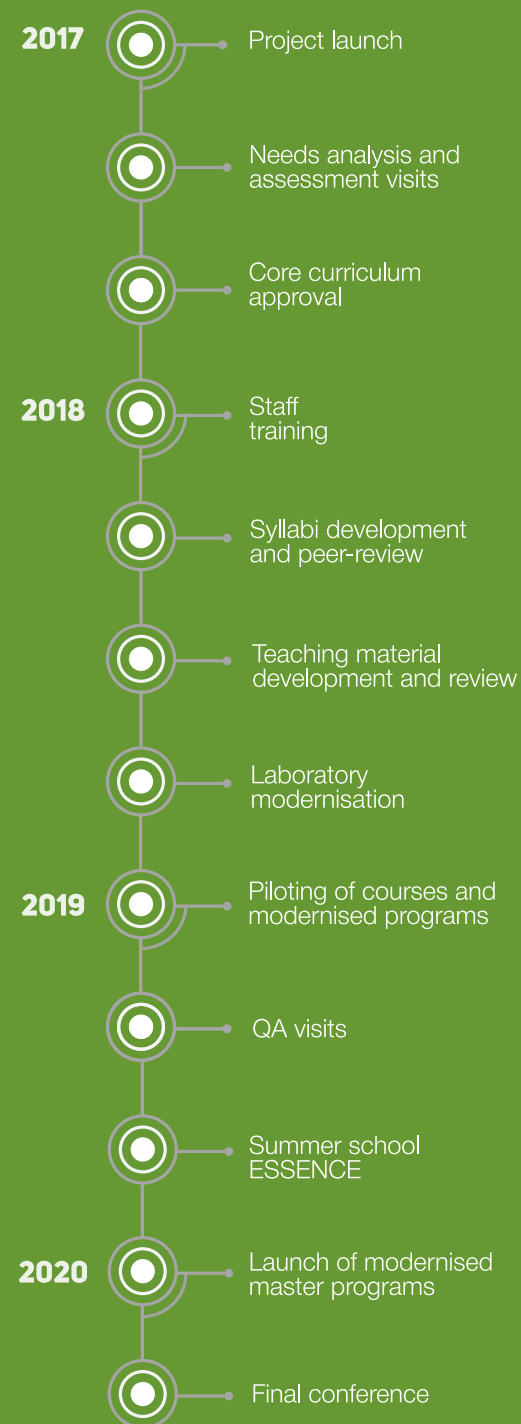 2017
Project launch
Needs analysis and
assessment visits
Core curriculum
approval
2018
Staff
training
Syllabi development
and peer-review
Teaching material
development and review
Laboratory
modernisation
2019
Piloting of courses and
modernised programs
QA visits
Summer school
ESSENCE
2020
Launch of modernised
master programs
Final conference